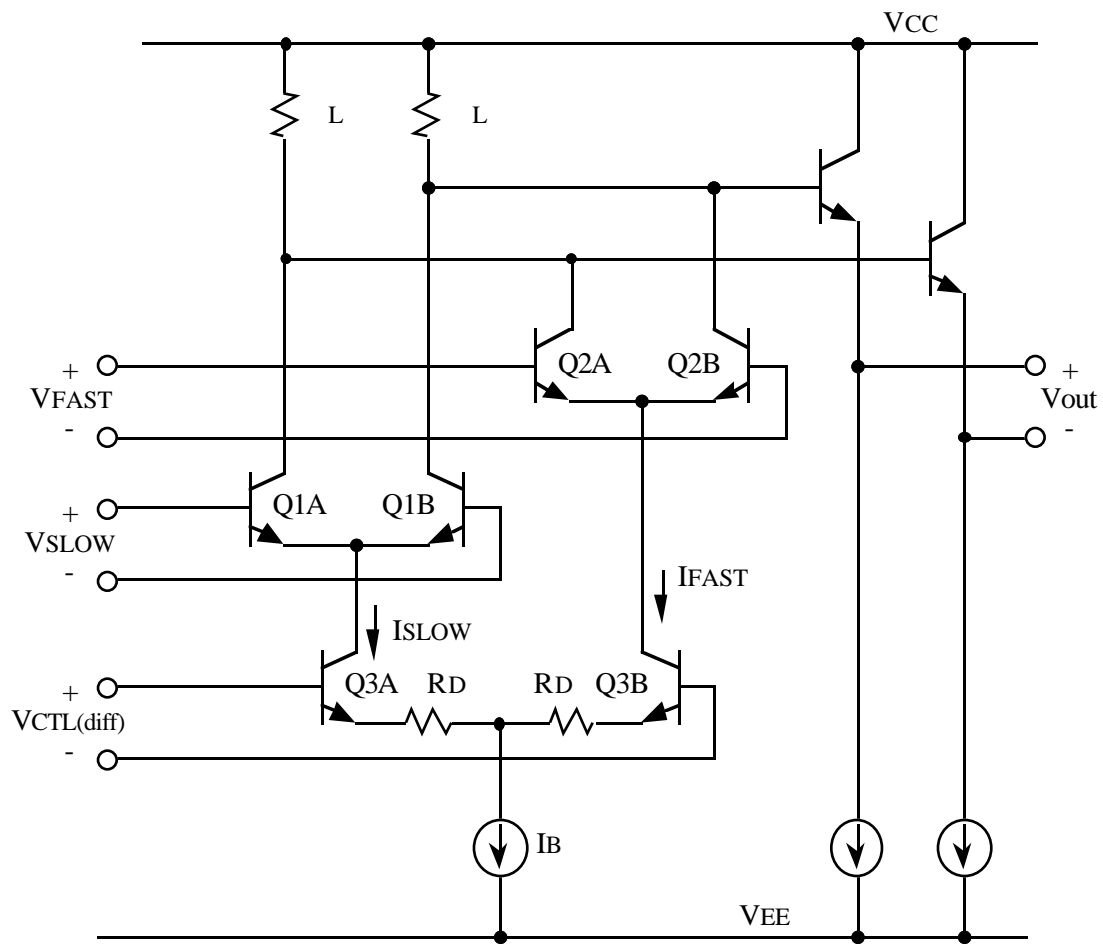 VCC
L L
Q2A Q2B
+
VFAST
-
+
Vout
-
Q1A Q1B
+
VSLOW
-
IFAST
ISLOW
Q3A RD RD Q3B
+
VCTL(diff)
-
IB
VEE